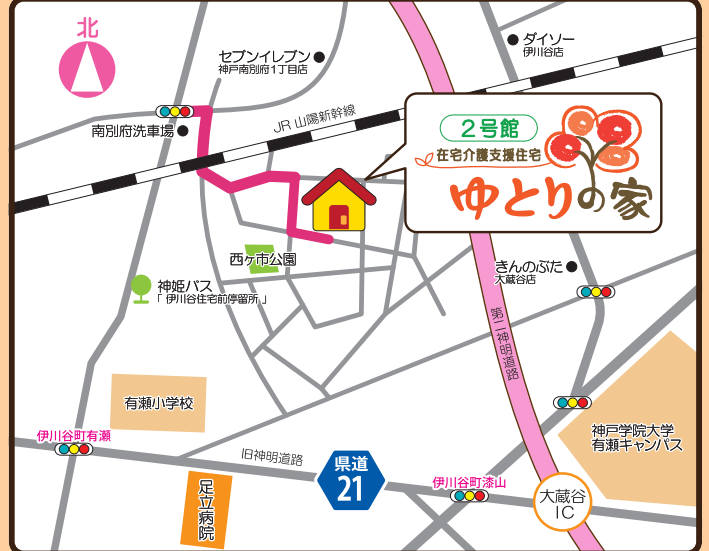 北
セブンイレブン
神戸南別府1丁目店
ダイソー
伊川谷店
南別府洗車場
JR 山陽新幹線
2号館
在宅介護支援住宅
ゆとりの家
西ヶ市公園
きんのぶた
大蔵谷店
神姫バス
「 伊川谷住宅前停留所 」
第二神明道路
有瀬小学校
神戸学院大学
有瀬キャンパス
伊川谷町有瀬
旧神明道路
県道
21
伊川谷町漆山
足立病院
大蔵谷
IC